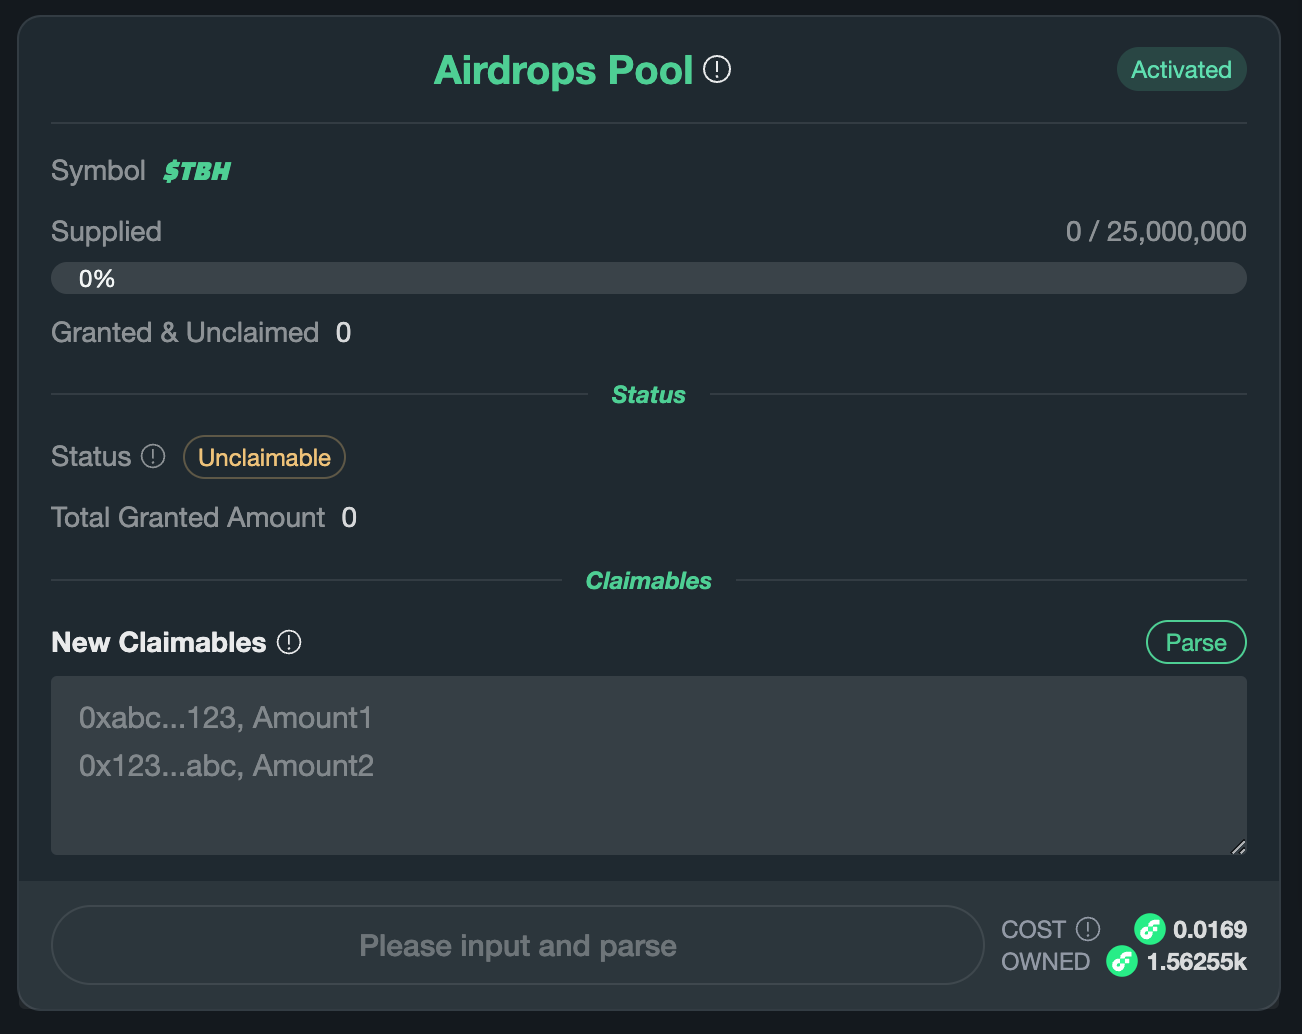 Airdrops Pool
Activated
Symbol $TBH
Supplied 0 / 25,000,000
0%
Granted & Unclaimed 0
Status
Status Unclaimable
Total Granted Amount 0
Claimables
New Claimables Parse
0xabc...123, Amount1
0x123...abc, Amount2
Please input and parse
COST 0.0169
OWNED 1.56255k